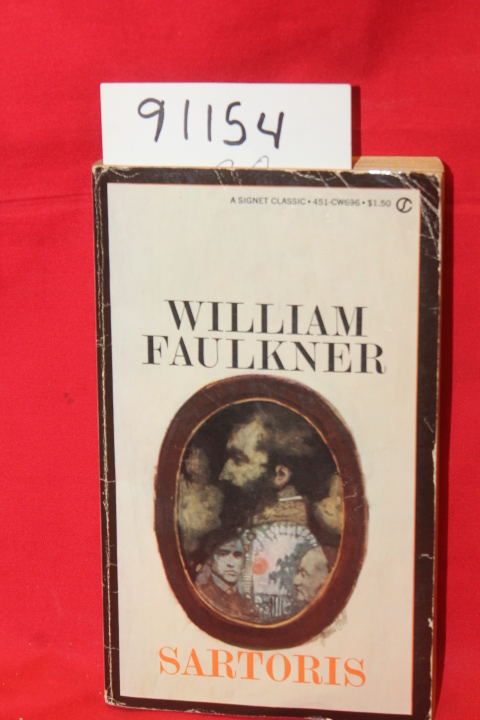 91154
A SIGNET CLASSIC • 451-CW696 • $1.50
WILLIAM
FAULKNER
SARTORIS